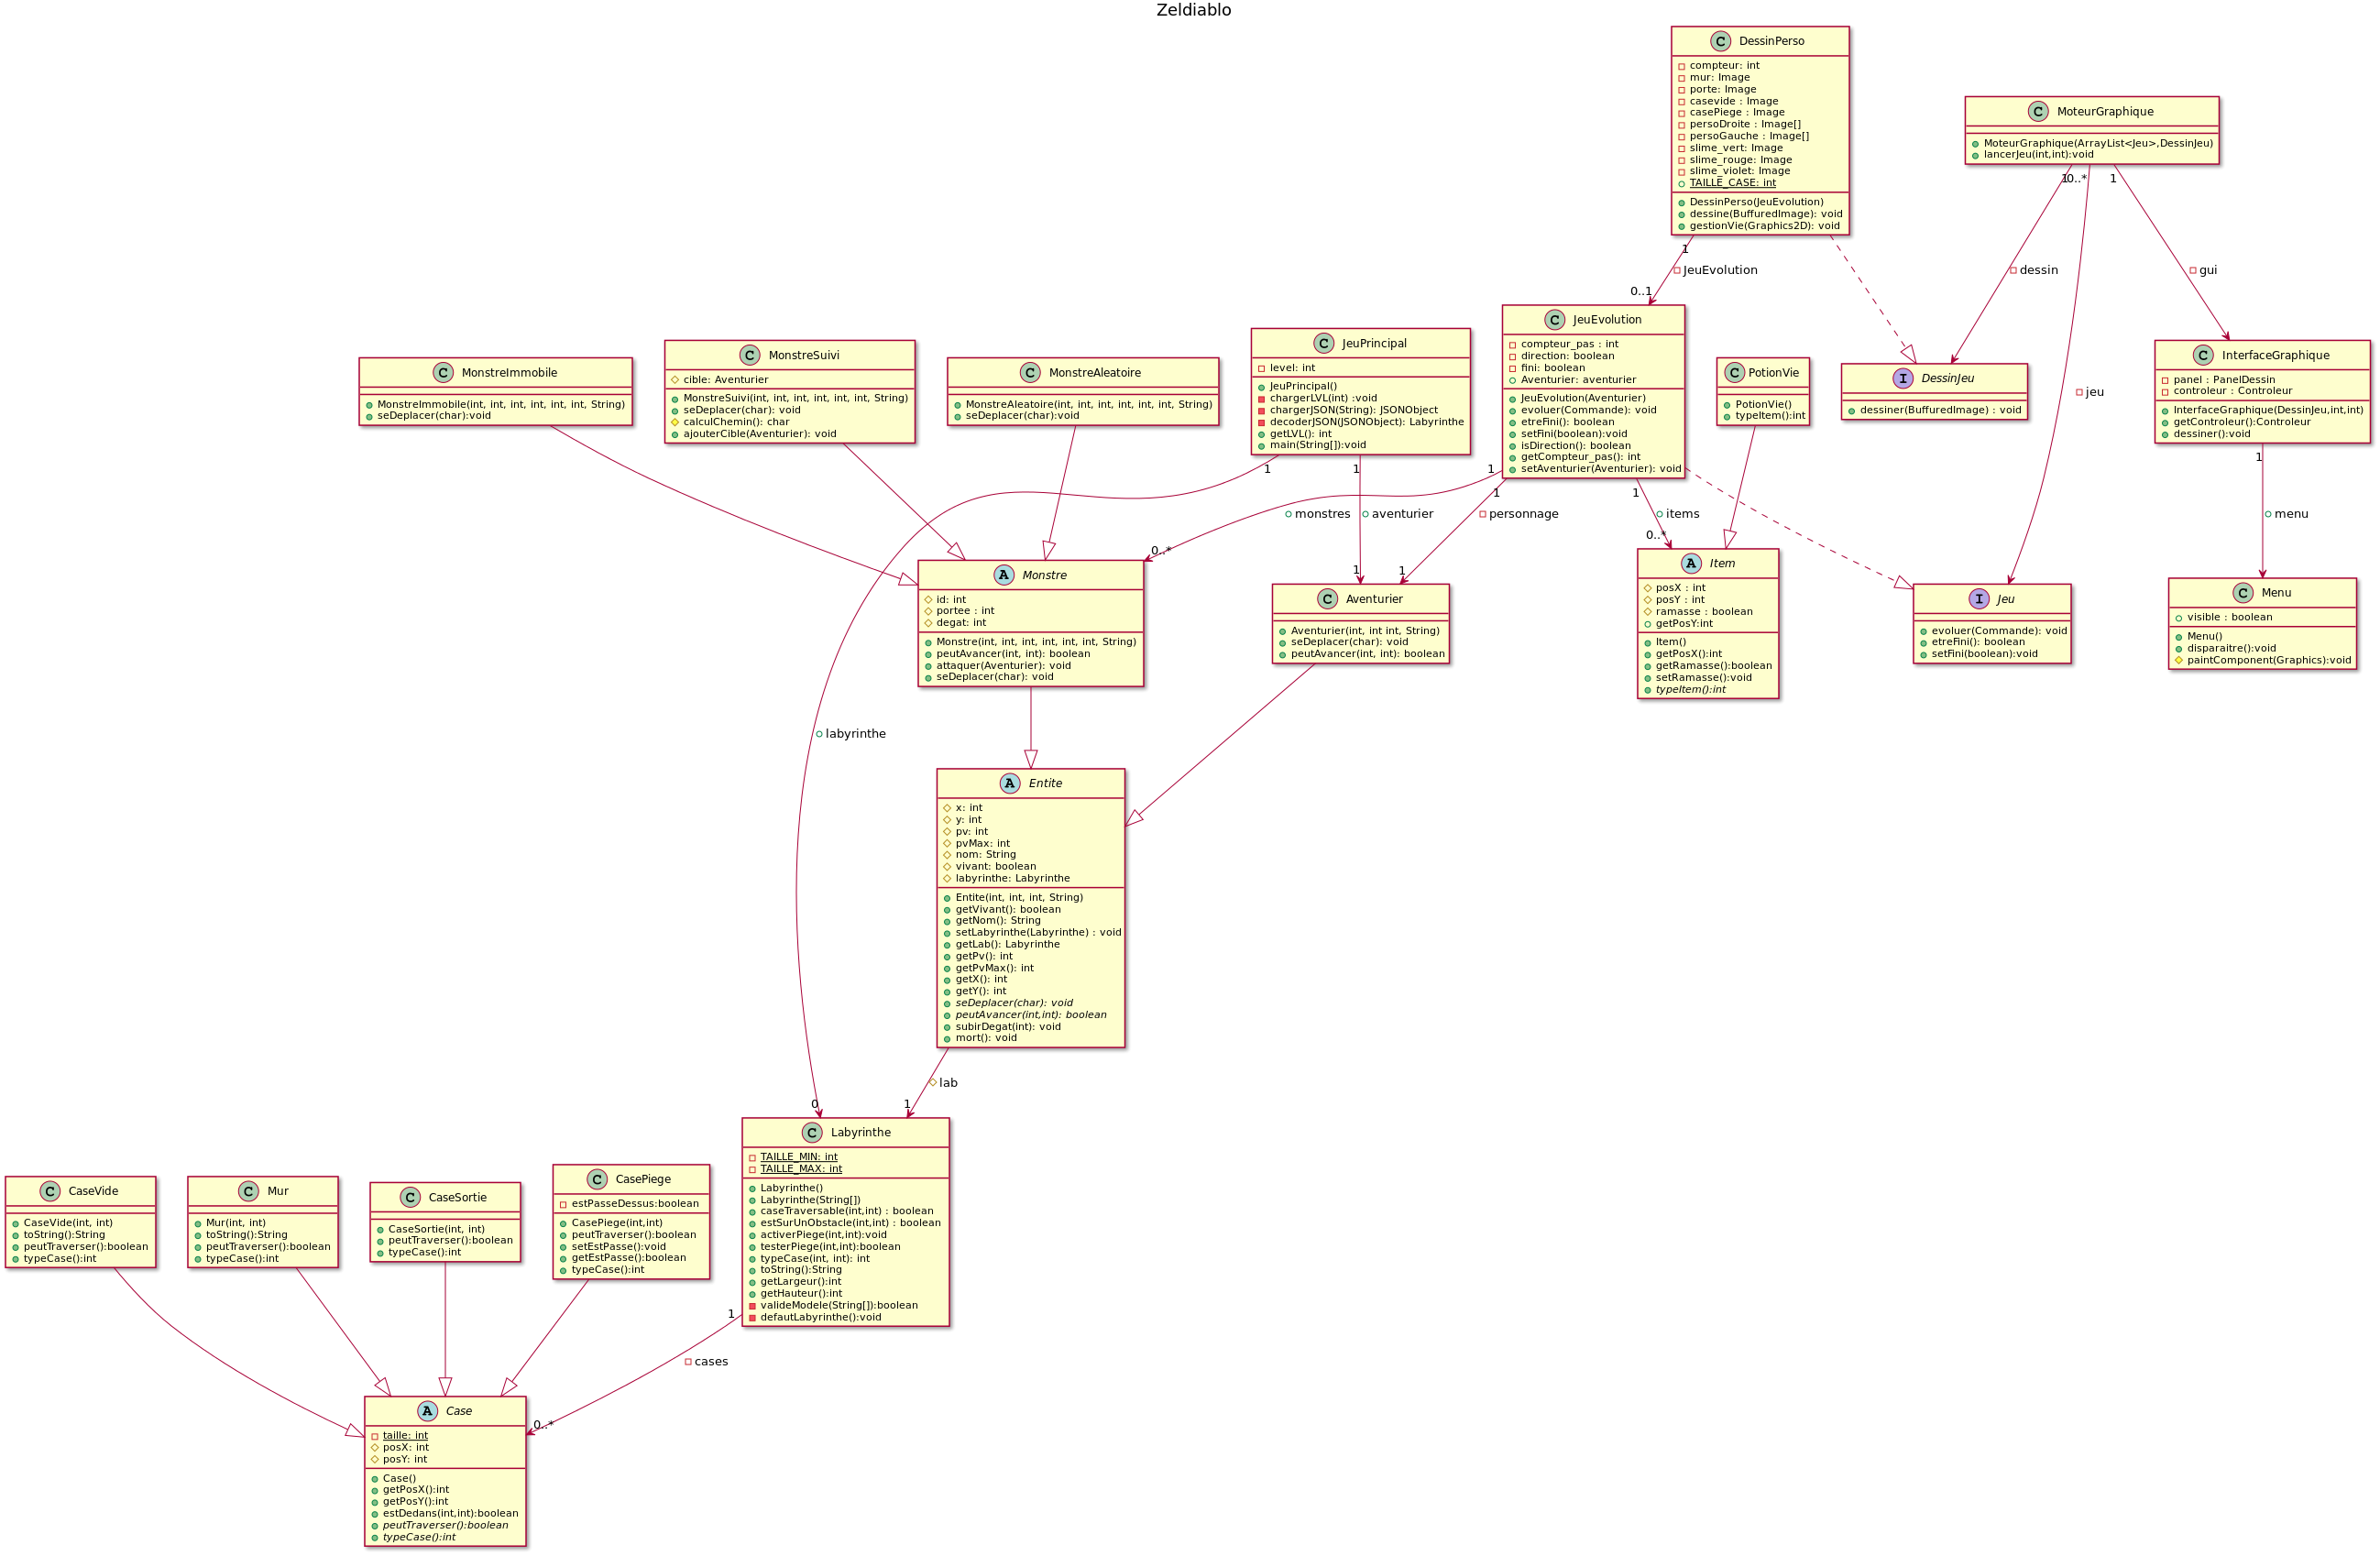 Zeldiablo
C DessinPerso
compteur: int
mur: Image
porte: Image
casevide : Image
casePiege : Image
persoDroite : Image[]
persoGauche : Image[]
slime_vert: Image
slime_rouge: Image
slime_violet: Image
TAILLE_CASE: int
DessinPerso(JeuEvolution)
dessine(BuffuredImage): void
gestionVie(Graphics2D): void
C MoteurGraphique
MoteurGraphique(ArrayList<Jeu>,DessinJeu)
lancerJeu(int,int):void
1
0..*
1
1
JeuEvolution
0..1
dessin
gui
jeu
C MonstreImmobile
MonstreImmobile(int, int, int, int, int, int, String)
seDeplacer(char):void
C MonstreSuivi
cible: Aventurier
MonstreSuivi(int, int, int, int, int, int, String)
seDeplacer(char): void
calculChemin(): char
ajouterCible(Aventurier): void
C MonstreAleatoire
MonstreAleatoire(int, int, int, int, int, int, String)
seDeplacer(char):void
C JeuPrincipal
level: int
JeuPrincipal()
chargerLVL(int) :void
chargerJSON(String): JSONObject
decoderJSON(JSONObject): Labyrinthe
getLVL(): int
main(String[]):void
C JeuEvolution
compteur_pas : int
direction: boolean
fini: boolean
Aventurier: aventurier
JeuEvolution(Aventurier)
evoluer(Commande): void
etreFini(): boolean
setFini(boolean):void
isDirection(): boolean
getCompteur_pas(): int
setAventurier(Aventurier): void
C PotionVie
PotionVie()
typeItem():int
I DessinJeu
dessiner(BuffuredImage) : void
C InterfaceGraphique
panel : PanelDessin
controleur : Controleur
InterfaceGraphique(DessinJeu,int,int)
getControleur():Controleur
dessiner():void
1
1
1
1
1
1
monstres
aventurier
personnage
items
menu
0..*
1
1
0..*
A Monstre
id: int
portee : int
degat: int
Monstre(int, int, int, int, int, int, String)
peutAvancer(int, int): boolean
attaquer(Aventurier): void
seDeplacer(char): void
C Aventurier
Aventurier(int, int int, String)
seDeplacer(char): void
peutAvancer(int, int): boolean
A Item
posX : int
posY : int
ramasse : boolean
getPosY:int
Item()
getPosX():int
getRamasse():boolean
setRamasse():void
typeItem():int
I Jeu
evoluer(Commande): void
etreFini(): boolean
setFini(boolean):void
C Menu
visible : boolean
Menu()
disparaitre():void
paintComponent(Graphics):void
labyrinthe
A Entite
x: int
y: int
pv: int
pvMax: int
nom: String
vivant: boolean
labyrinthe: Labyrinthe
Entite(int, int, int, String)
getVivant(): boolean
getNom(): String
setLabyrinthe(Labyrinthe) : void
getLab(): Labyrinthe
getPv(): int
getPvMax(): int
getX(): int
getY(): int
seDeplacer(char): void
peutAvancer(int,int): boolean
subirDegat(int): void
mort(): void
lab
0
1
C CaseVide
CaseVide(int, int)
toString():String
peutTraverser():boolean
typeCase():int
C Mur
Mur(int, int)
toString():String
peutTraverser():boolean
typeCase():int
C CaseSortie
CaseSortie(int, int)
peutTraverser():boolean
typeCase():int
C CasePiege
estPasseDessus:boolean
CasePiege(int,int)
peutTraverser():boolean
setEstPasse():void
getEstPasse():boolean
typeCase():int
C Labyrinthe
TAILLE_MIN: int
TAILLE_MAX: int
Labyrinthe()
Labyrinthe(String[])
caseTraversable(int,int) : boolean
estSurUnObstacle(int,int) : boolean
activerPiege(int,int):void
testerPiege(int,int):boolean
typeCase(int, int): int
toString():String
getLargeur():int
getHauteur():int
valideModele(String[]):boolean
defautLabyrinthe():void
1
cases
0..*
A Case
taille: int
posX: int
posY: int
Case()
getPosX():int
getPosY():int
estDedans(int,int):boolean
peutTraverser():boolean
typeCase():int